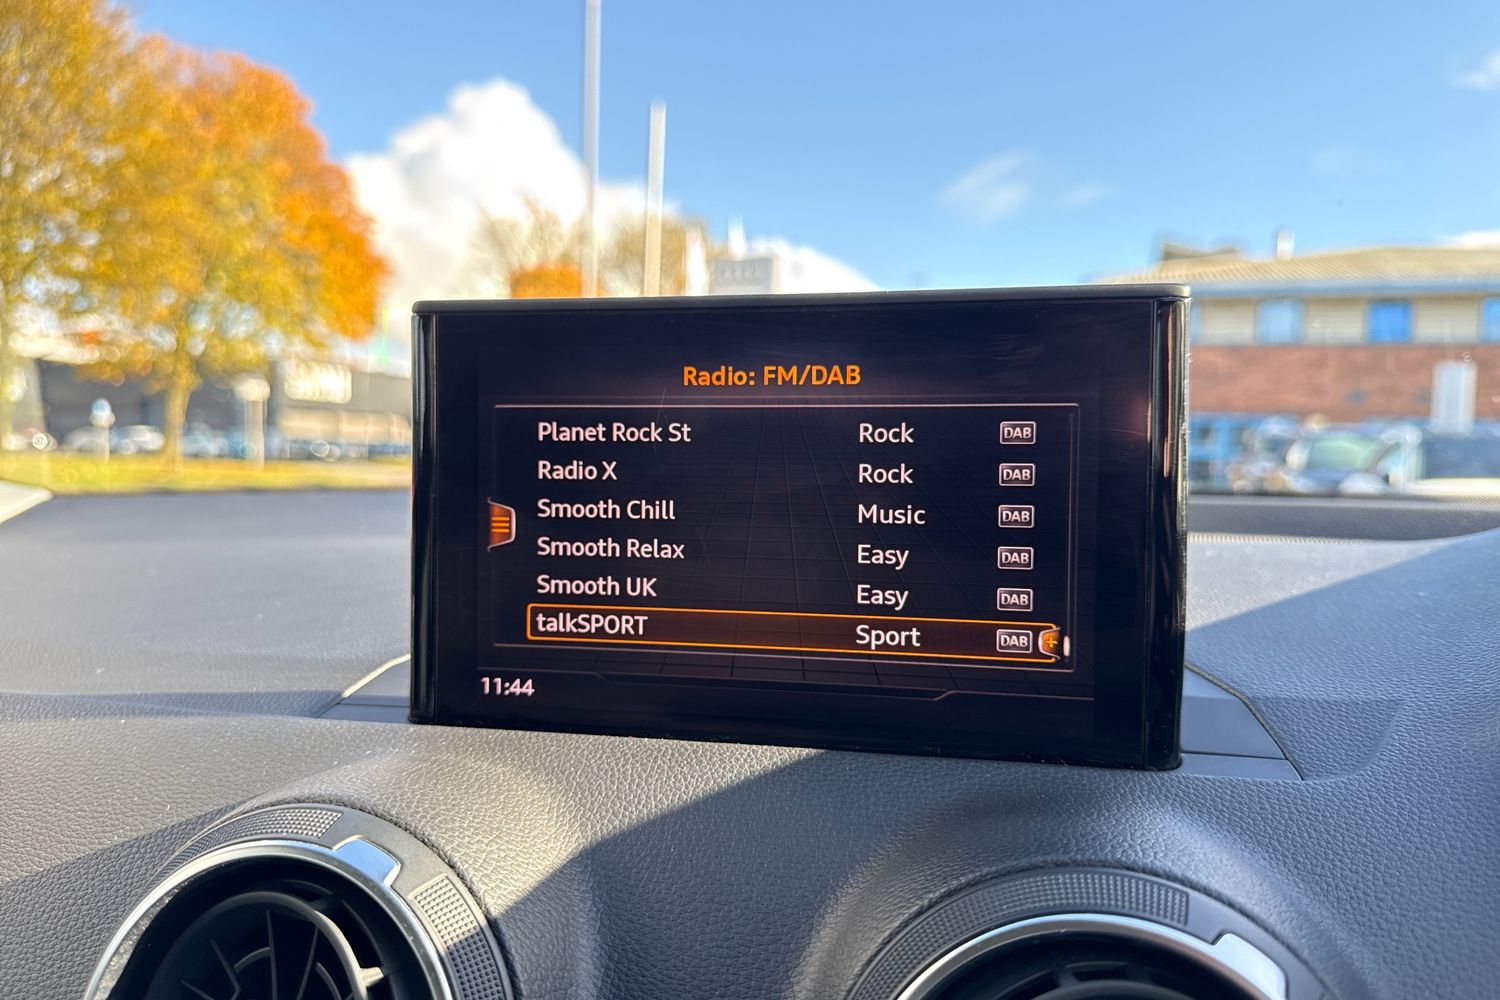 Radio: FM/DAB
Planet Rock St Rock DAB
Radio X Rock DAB
Smooth Chill Music DAB
Smooth Relax Easy DAB
Smooth UK Easy DAB
talkSPORT Sport DAB
11:44